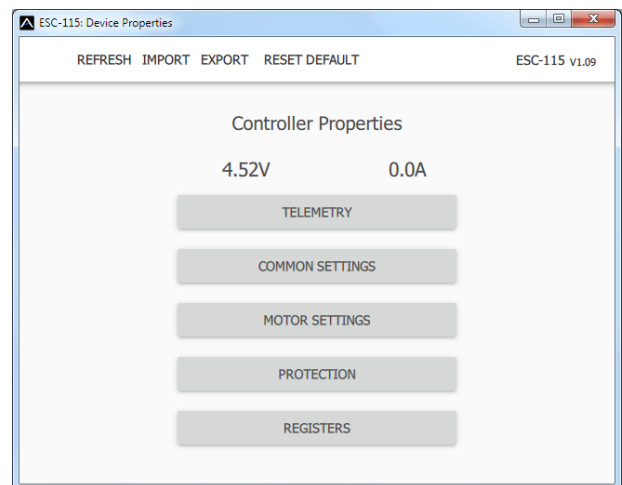 ESC-115: Device Properties
REFRESH IMPORT EXPORT RESET DEFAULT ESC-115 V1.09
Controller Properties
4.52V 0.0A
TELEMETRY
COMMON SETTINGS
MOTOR SETTINGS
PROTECTION
REGISTERS